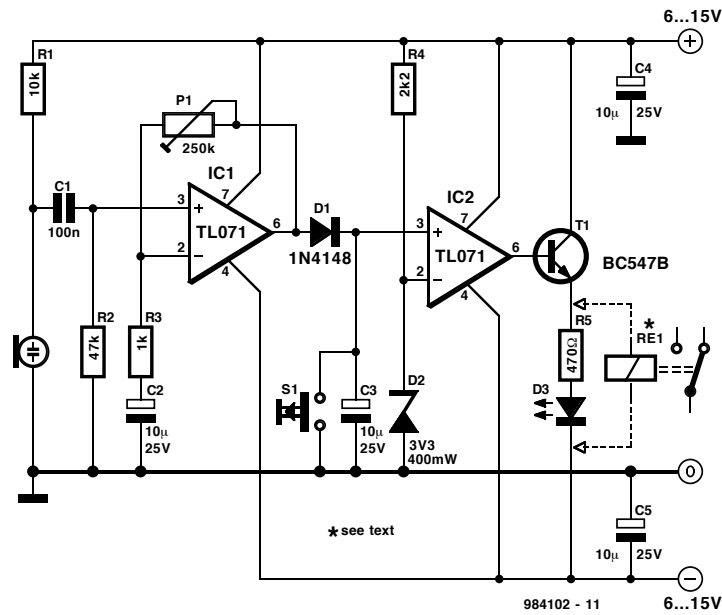 6...15V
R1
10k
R4
2k2
C4
10µ
25V
P1
250k
IC1
IC2
C1
100n
3
7
+
TL071
6
2
−
4
D1
1N4148
3
7
+
TL071
6
2
−
4
T1
BC547B
R2
47k
R3
1k
R5
470Ω
*
RE1
C2
10µ
25V
S1
C3
10µ
25V
D2
3V3
400mW
D3
0
* see text
C5
10µ
25V
984102 - 11
6...15V